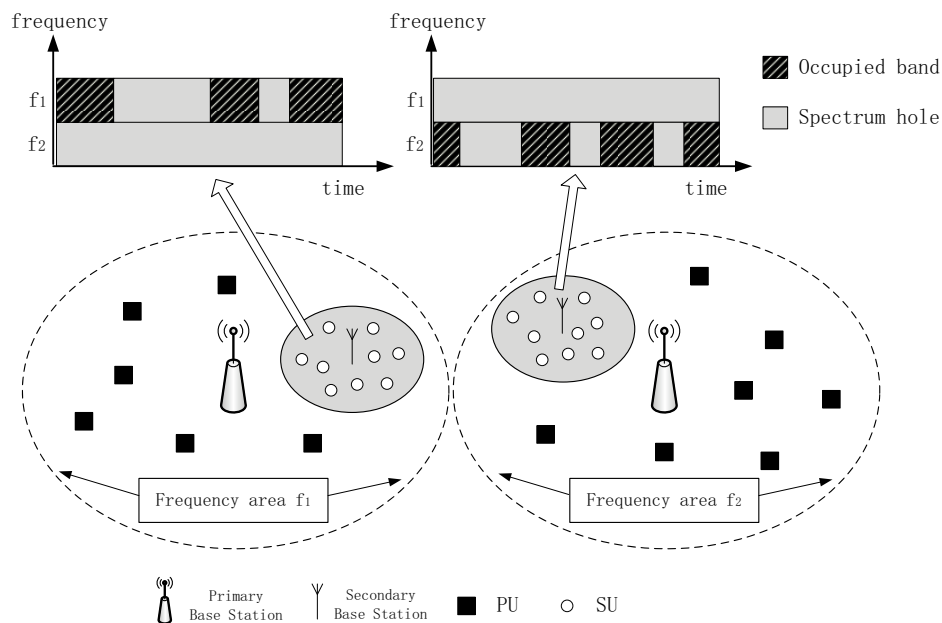 frequency
f1
f2
time
frequency
f1
f2
time
Occupied band
Spectrum hole
Frequency area f1
Frequency area f2
Primary
Base Station
Secondary
Base Station
PU
SU